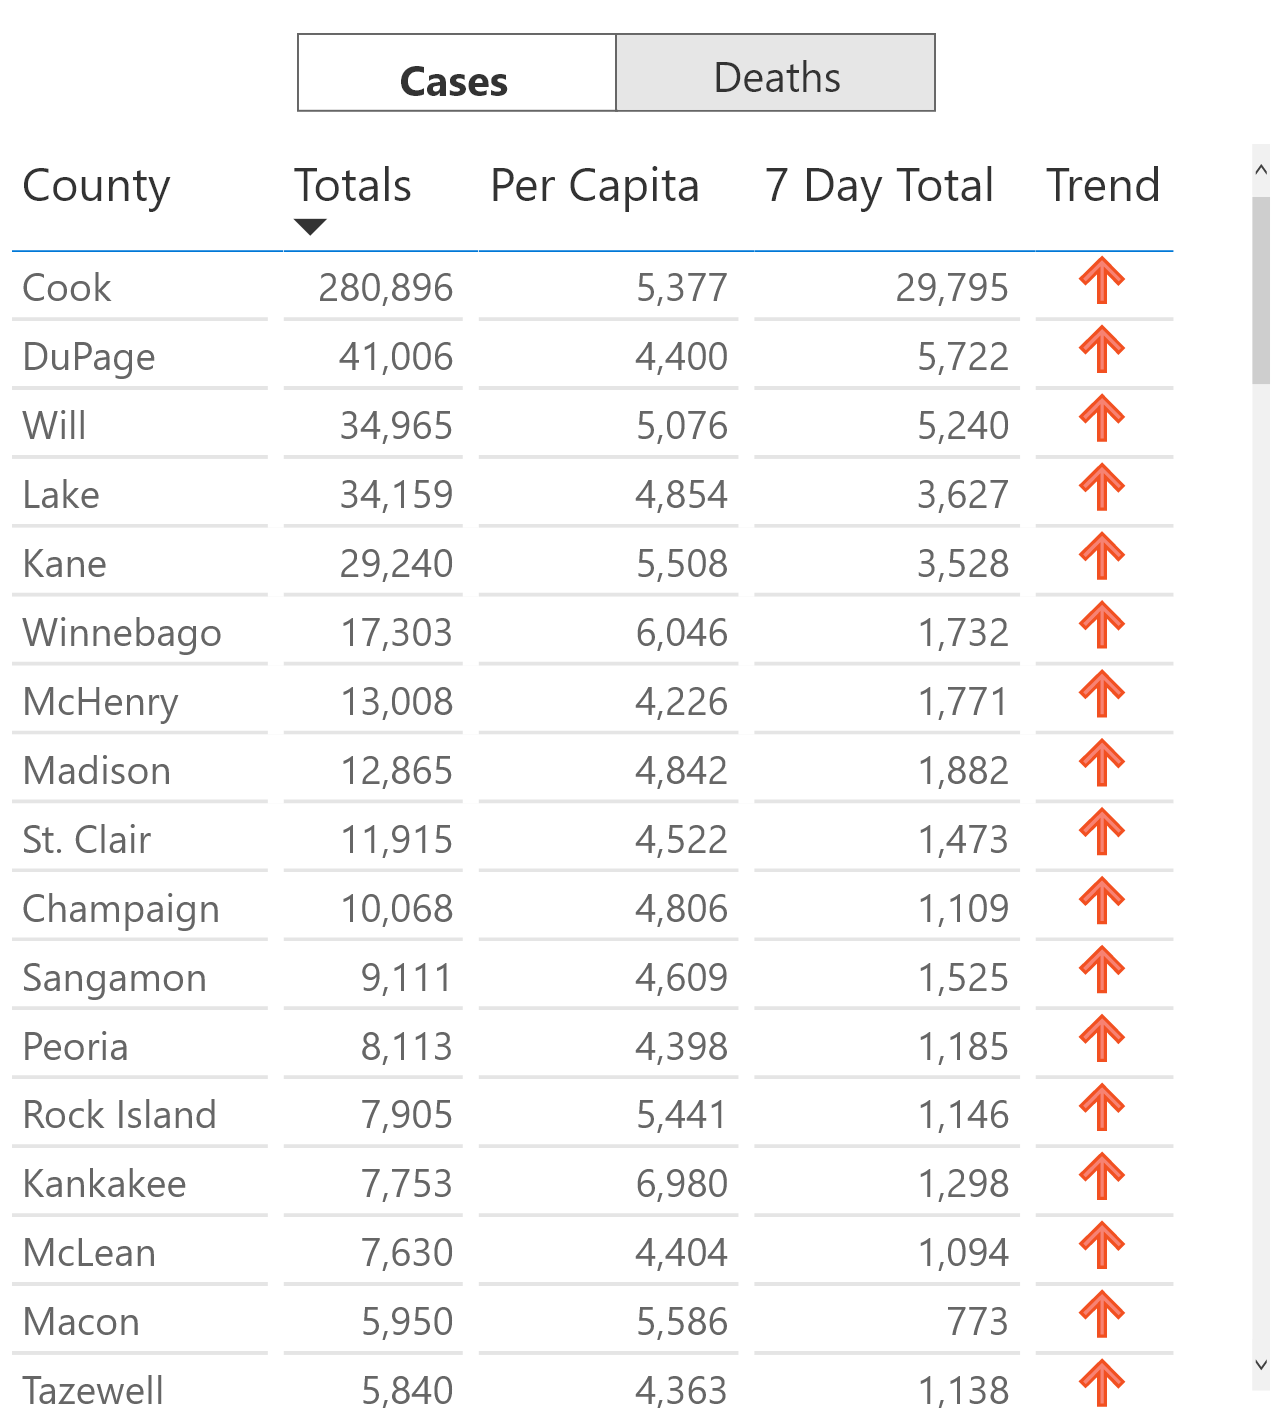 Cases Deaths
County Totals Per Capita 7 Day Total Trend
Cook 280,896 5,377 29,795
DuPage 41,006 4,400 5,722
Will 34,965 5,076 5,240
Lake 34,159 4,854 3,627
Kane 29,240 5,508 3,528
Winnebago 17,303 6,046 1,732
McHenry 13,008 4,226 1,771
Madison 12,865 4,842 1,882
St. Clair 11,915 4,522 1,473
Champaign 10,068 4,806 1,109
Sangamon 9,111 4,609 1,525
Peoria 8,113 4,398 1,185
Rock Island 7,905 5,441 1,146
Kankakee 7,753 6,980 1,298
McLean 7,630 4,404 1,094
Macon 5,950 5,586 773
Tazewell 5,840 4,363 1,138